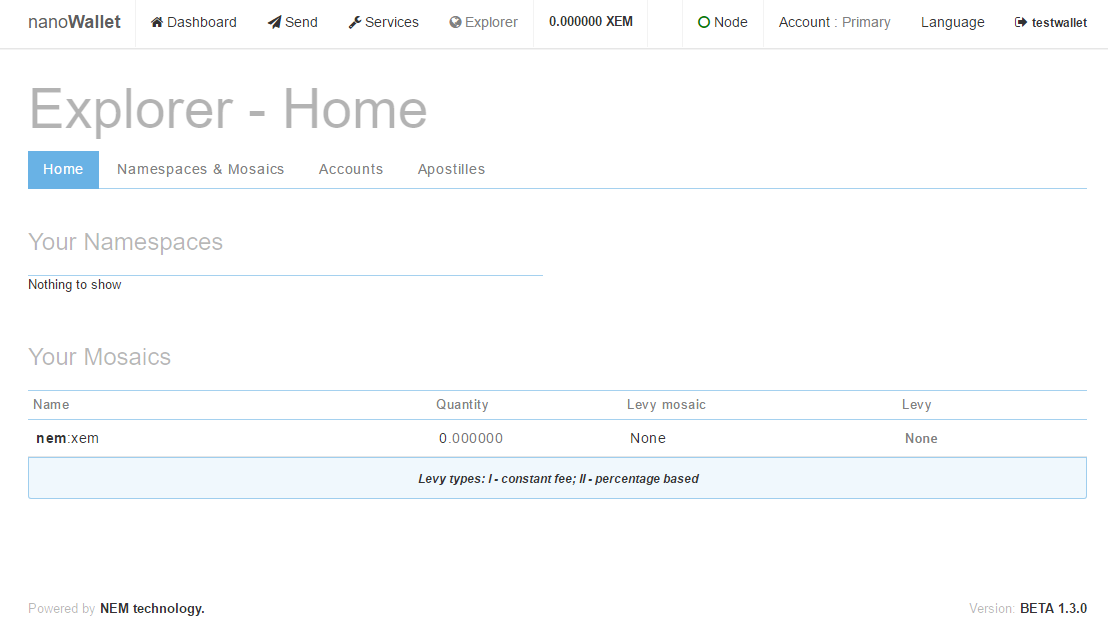 nanoWallet Dashboard Send Services Explorer 0.000000 XEM Node Account : Primary Language testwallet
Explorer - Home
Home Namespaces & Mosaics Accounts Apostilles
Your Namespaces
Nothing to show
Your Mosaics
Name Quantity Levy mosaic Levy
nem:xem 0.000000 None None
Levy types: I - constant fee; II - percentage based
Powered by NEM technology. Version: BETA 1.3.0